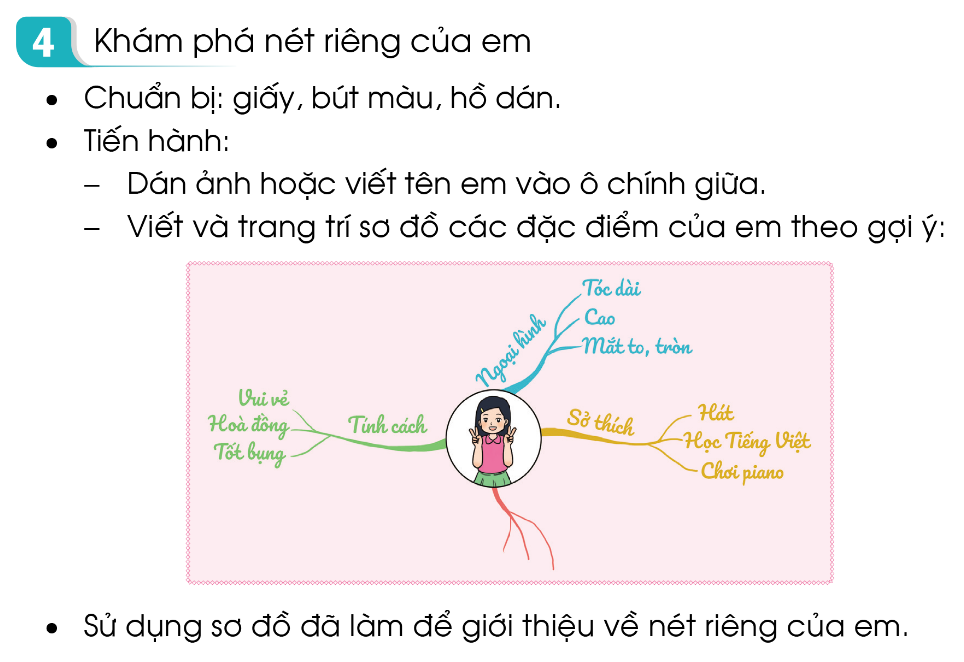 4 Khám phá nét riêng của em
• Chuẩn bị: giấy, bút màu, hồ dán.
• Tiến hành:
– Dán ảnh hoặc viết tên em vào ô chính giữa.
– Viết và trang trí sơ đồ các đặc điểm của em theo gợi ý:
Ngoại hình
Tóc dài
Cao
Mắt to, tròn
Tính cách
Vui vẻ
Hoà đồng
Tốt bụng
Sở thích
Hát
Học Tiếng Việt
Chơi piano
• Sử dụng sơ đồ đã làm để giới thiệu về nét riêng của em.